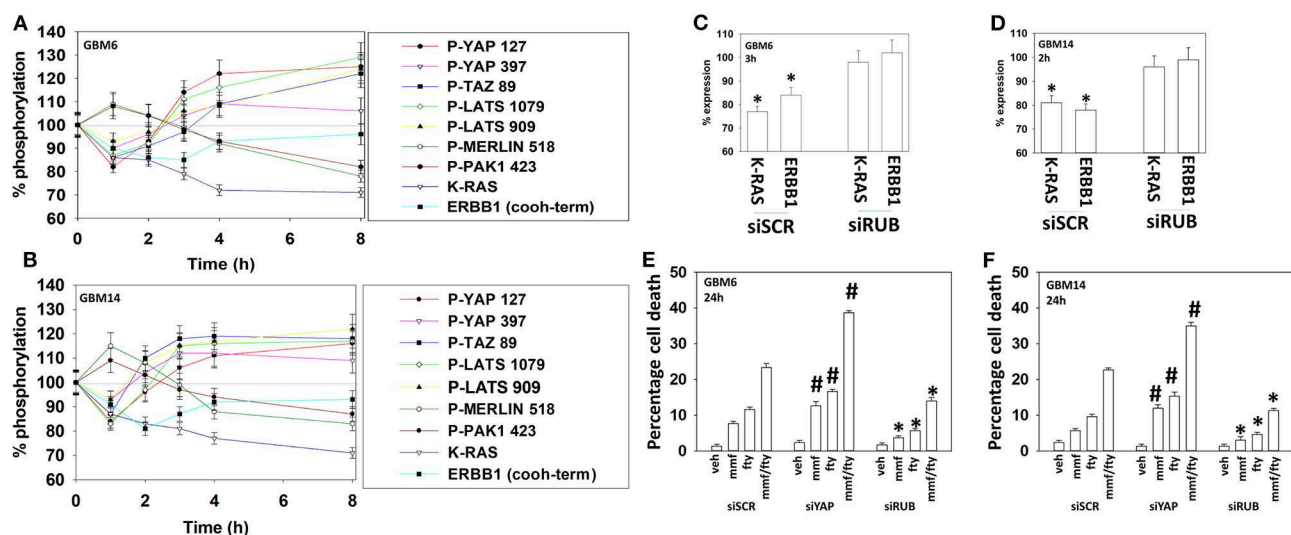 A
GBM6
% phosphorylation
140
130
120
110
100
90
80
70
60
0 2 4 6 8
Time (h)
P-YAP 127
P-YAP 397
P-TAZ 89
P-LATS 1079
P-LATS 909
P-MERLIN 518
P-PAK1 423
K-RAS
ERBB1 (cooh-term)
B
GBM14
% phosphorylation
140
130
120
110
100
90
80
70
60
0 2 4 6 8
Time (h)
P-YAP 127
P-YAP 397
P-TAZ 89
P-LATS 1079
P-LATS 909
P-MERLIN 518
P-PAK1 423
K-RAS
ERBB1 (cooh-term)
C
GBM6
3h
% expression
100
90
80
70
60
* *
K-RAS ERBB1 K-RAS ERBB1
siSCR siRUB
D
GBM14
2h
% expression
100
90
80
70
60
* *
K-RAS ERBB1 K-RAS ERBB1
siSCR siRUB
E
GBM6
24h
Percentage cell death
50
40
30
20
10
0
# # # * * *
veh mmf fty mmf/fty veh mmf fty mmf/fty veh mmf fty mmf/fty
siSCR siYAP siRUB
F
GBM14
24h
Percentage cell death
50
40
30
20
10
0
# # # * * *
veh mmf fty mmf/fty veh mmf fty mmf/fty veh mmf fty mmf/fty
siSCR siYAP siRUB